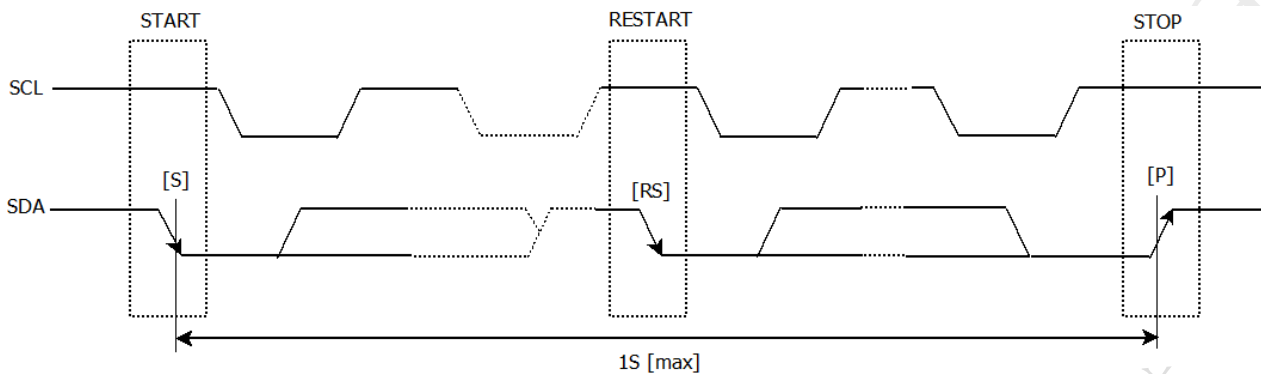 START RESTART STOP
SCL
[S] [RS] [P]
SDA
1S [max]